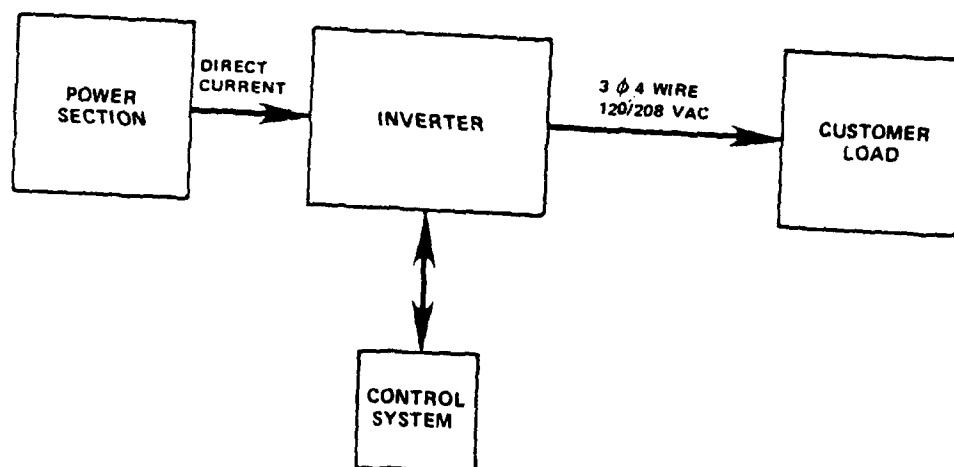 POWER
SECTION
DIRECT
CURRENT
INVERTER
3 ϕ 4 WIRE
120/208 VAC
CUSTOMER
LOAD
CONTROL
SYSTEM